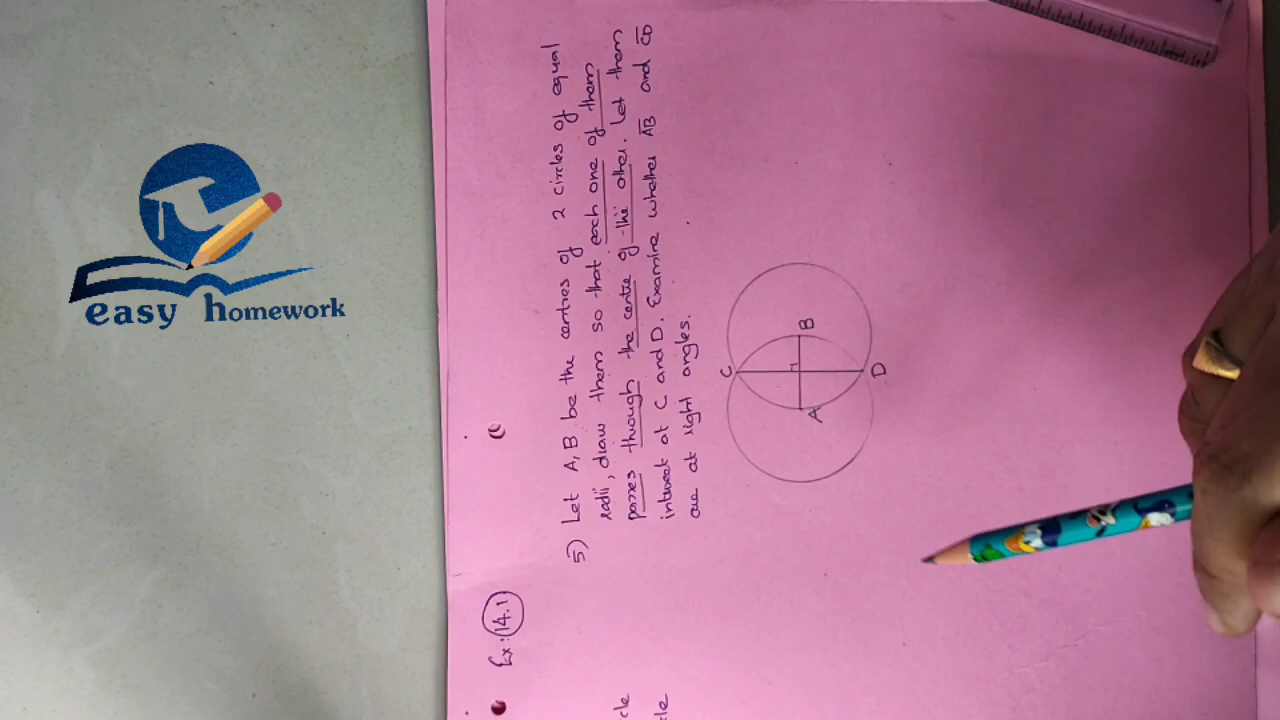 easy homework
Ex: 14.1
5) Let A, B be the centres of 2 circles of equal
radii, draw them so that each one of them
passes through the centre of the other. Let them
intersect at C and D. Examine whether AB and CD
are at right angles.
C
A
B
D
cle
cle